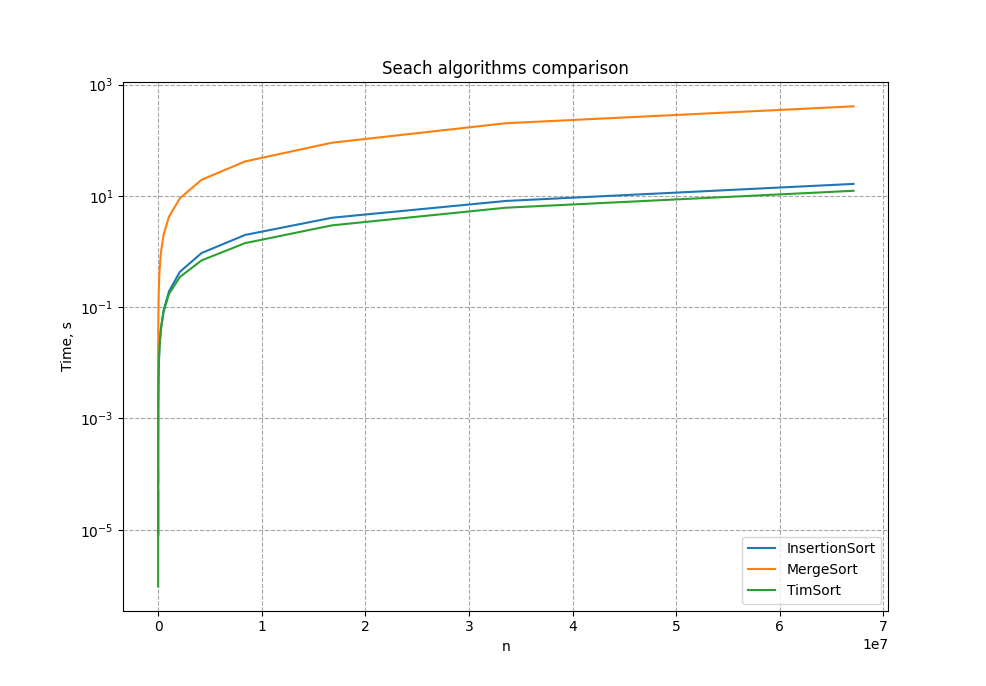 Seach algorithms comparison
10³
10¹
10⁻¹
10⁻³
10⁻⁵
Time, s
InsertionSort
MergeSort
TimSort
0 1 2 3 4 5 6 7
1e7
n